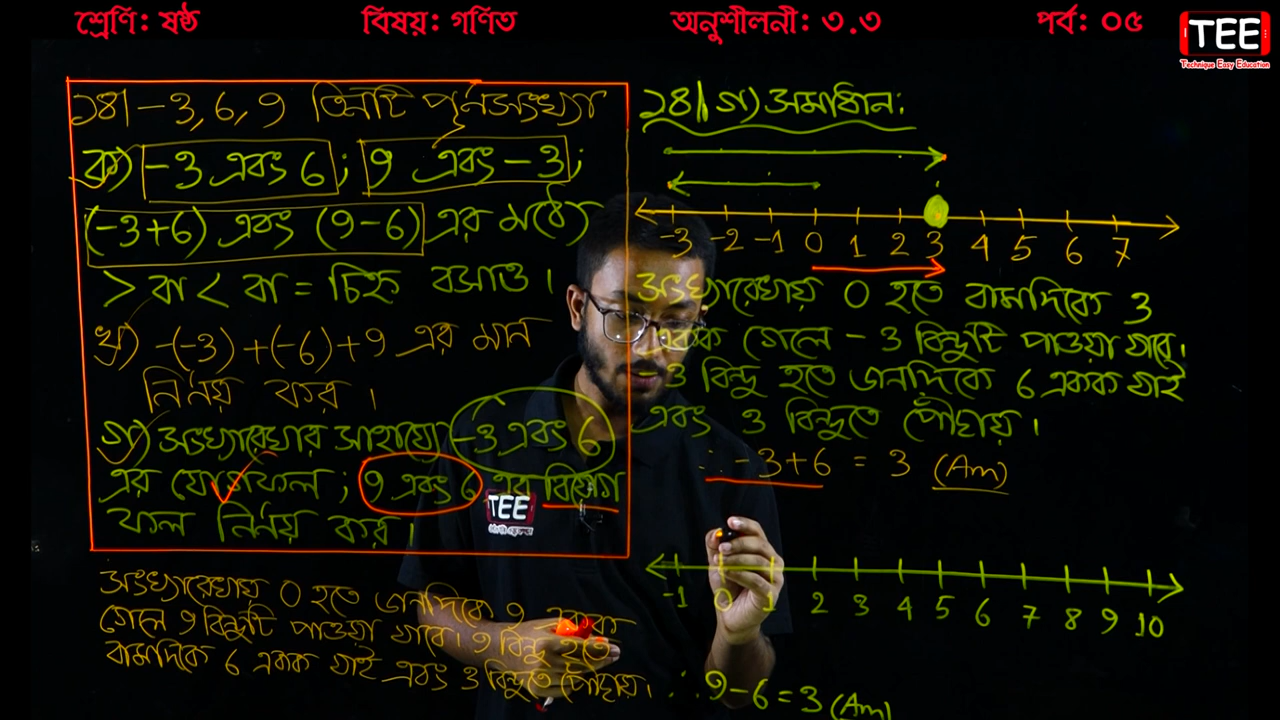 শ্রেণি: ষষ্ঠ
বিষয়: গণিত
অনুশীলনী: ৩.৩
পর্ব: ০৫
TEE
Technique Easy Education
১৪। -3, 6, 9 তিনটি পূর্ণসংখ্যা
ক) -3 এবং 6; 9 এবং -3;
(-3+6) এবং (9-6) এর মধ্যে
> বা < বা = চিহ্ন বসাও।
খ) -(-3)+(-6)+9 এর মান
নির্ণয় কর।
গ) সংখ্যারেখার সাহায্যে -3 এবং 6
এর যোগফল; 9 এবং 6 এর বিয়োগ
ফল নির্ণয় কর।
TEE
সংখ্যারেখায় 0 হতে ডানদিকে 9 একক
গেলে 9 বিন্দুটি পাওয়া যাবে। 9 বিন্দু হতে
বামদিকে 6 একক যাই এবং 3 বিন্দুতে পৌছায়।
১৪। গ) সমাধান:
-3 -2 -1 0 1 2 3 4 5 6 7
সংখ্যারেখায় 0 হতে বামদিকে 3
একক গেলে -3 বিন্দুটি পাওয়া যাবে।
-3 বিন্দু হতে ডানদিকে 6 একক যাই
এবং 3 বিন্দুতে পৌছায়।
∴ -3+6 = 3 (Ans)
-1 0 1 2 3 4 5 6 7 8 9 10
∴ 9-6=3 (Ans)